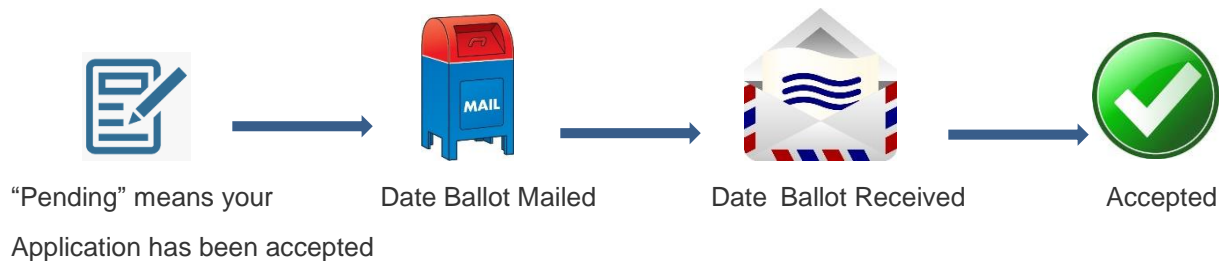 MAIL
“Pending” means your
Date Ballot Mailed
Date Ballot Received
Accepted
Application has been accepted